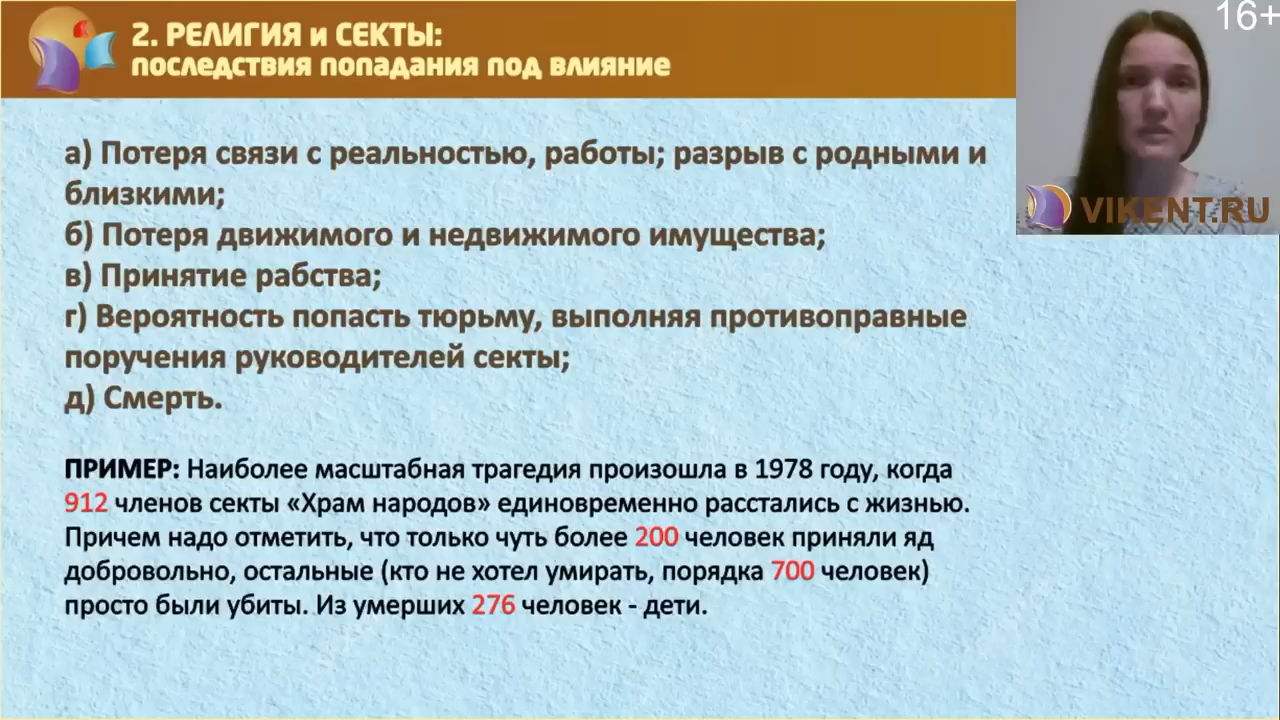 2. РЕЛИГИЯ и СЕКТЫ:
последствия попадания под влияние
16+
VIKENT.RU
а) Потеря связи с реальностью, работы; разрыв с родными и
близкими;
б) Потеря движимого и недвижимого имущества;
в) Принятие рабства;
г) Вероятность попасть тюрьму, выполняя противоправные
поручения руководителей секты;
д) Смерть.
ПРИМЕР: Наиболее масштабная трагедия произошла в 1978 году, когда
912 членов секты «Храм народов» единовременно расстались с жизнью.
Причем надо отметить, что только чуть более 200 человек приняли яд
добровольно, остальные (кто не хотел умирать, порядка 700 человек)
просто были убиты. Из умерших 276 человек - дети.